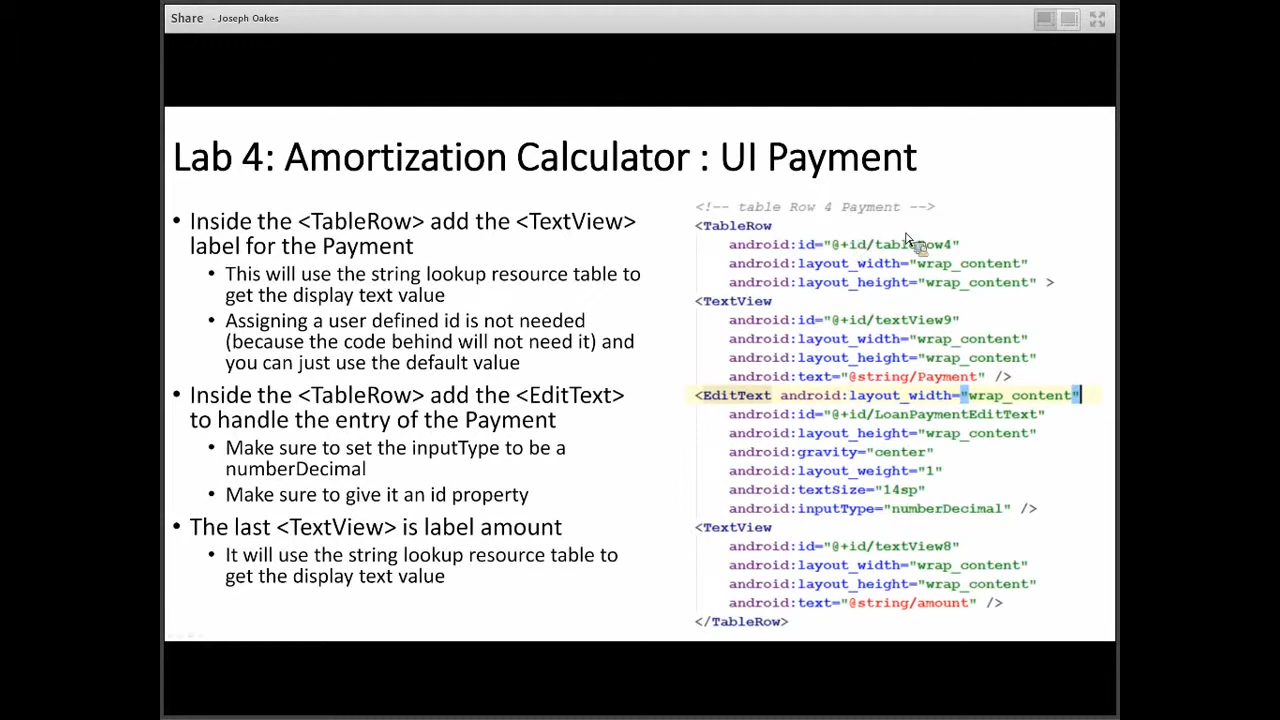 Share - Joseph Oakes
Lab 4: Amortization Calculator : UI Payment
• Inside the <TableRow> add the <TextView>
label for the Payment
• This will use the string lookup resource table to
get the display text value
• Assigning a user defined id is not needed
(because the code behind will not need it) and
you can just use the default value
• Inside the <TableRow> add the <EditText>
to handle the entry of the Payment
• Make sure to set the inputType to be a
numberDecimal
• Make sure to give it an id property
• The last <TextView> is label amount
• It will use the string lookup resource table to
get the display text value
<!-- table Row 4 Payment -->
<TableRow
android:id="@+id/tableRow4"
android:layout_width="wrap_content"
android:layout_height="wrap_content" >
<TextView
android:id="@+id/textView9"
android:layout_width="wrap_content"
android:layout_height="wrap_content"
android:text="@string/Payment" />
<EditText android:layout_width="wrap_content"
android:id="@+id/LoanPaymentEditText"
android:layout_height="wrap_content"
android:gravity="center"
android:layout_weight="1"
android:textSize="14sp"
android:inputType="numberDecimal" />
<TextView
android:id="@+id/textView8"
android:layout_width="wrap_content"
android:layout_height="wrap_content"
android:text="@string/amount" />
</TableRow>